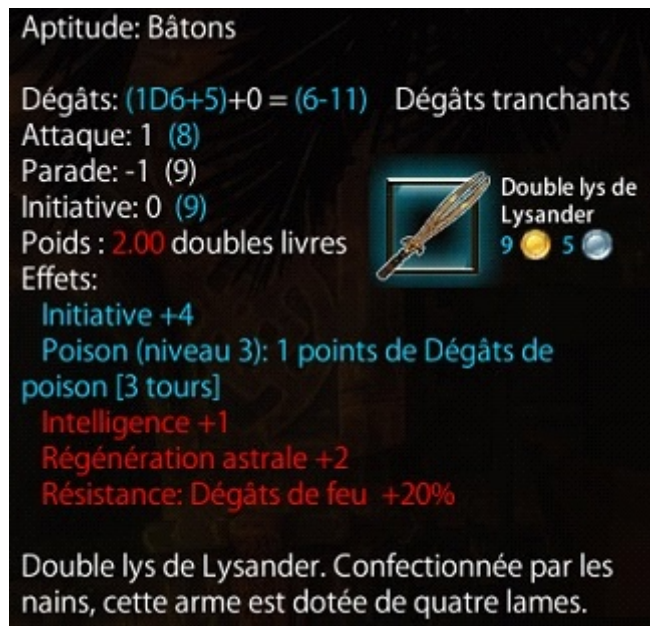 Aptitude: Bâtons
Dégâts: (1D6+5)+0 = (6-11) Dégâts tranchants
Attaque: 1 (8)
Parade: -1 (9)
Initiative: 0 (9)
Poids : 2.00 doubles livres
Effets:
Initiative +4
Poison (niveau 3): 1 points de Dégâts de
poison [3 tours]
Intelligence +1
Régénération astrale +2
Résistance: Dégâts de feu +20%
Double lys de
Lysander
9 5
Double lys de Lysander. Confectionnée par les
nains, cette arme est dotée de quatre lames.